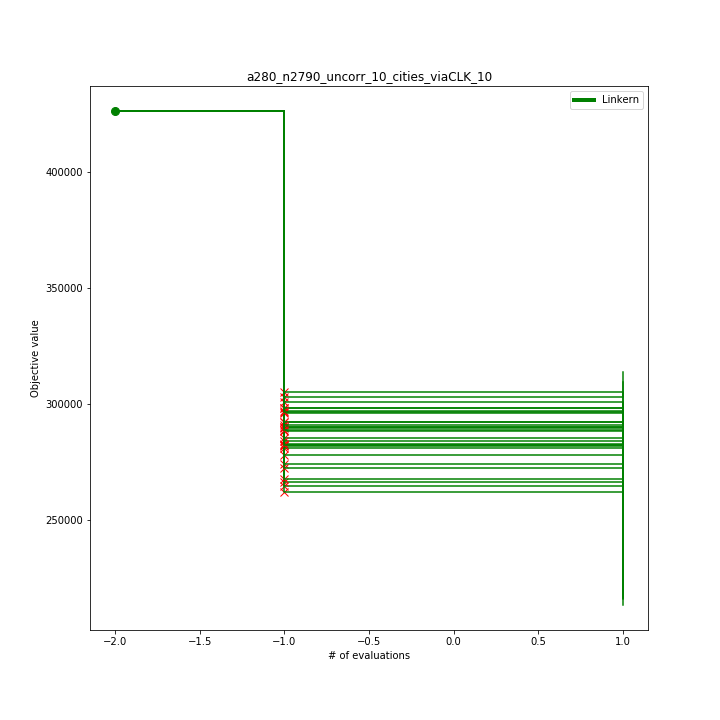 a280_n2790_uncorr_10_cities_viaCLK_10
Linkern
400000
350000
300000
250000
Objective value
−2.0
−1.5
−1.0
−0.5
0.0
0.5
1.0
# of evaluations